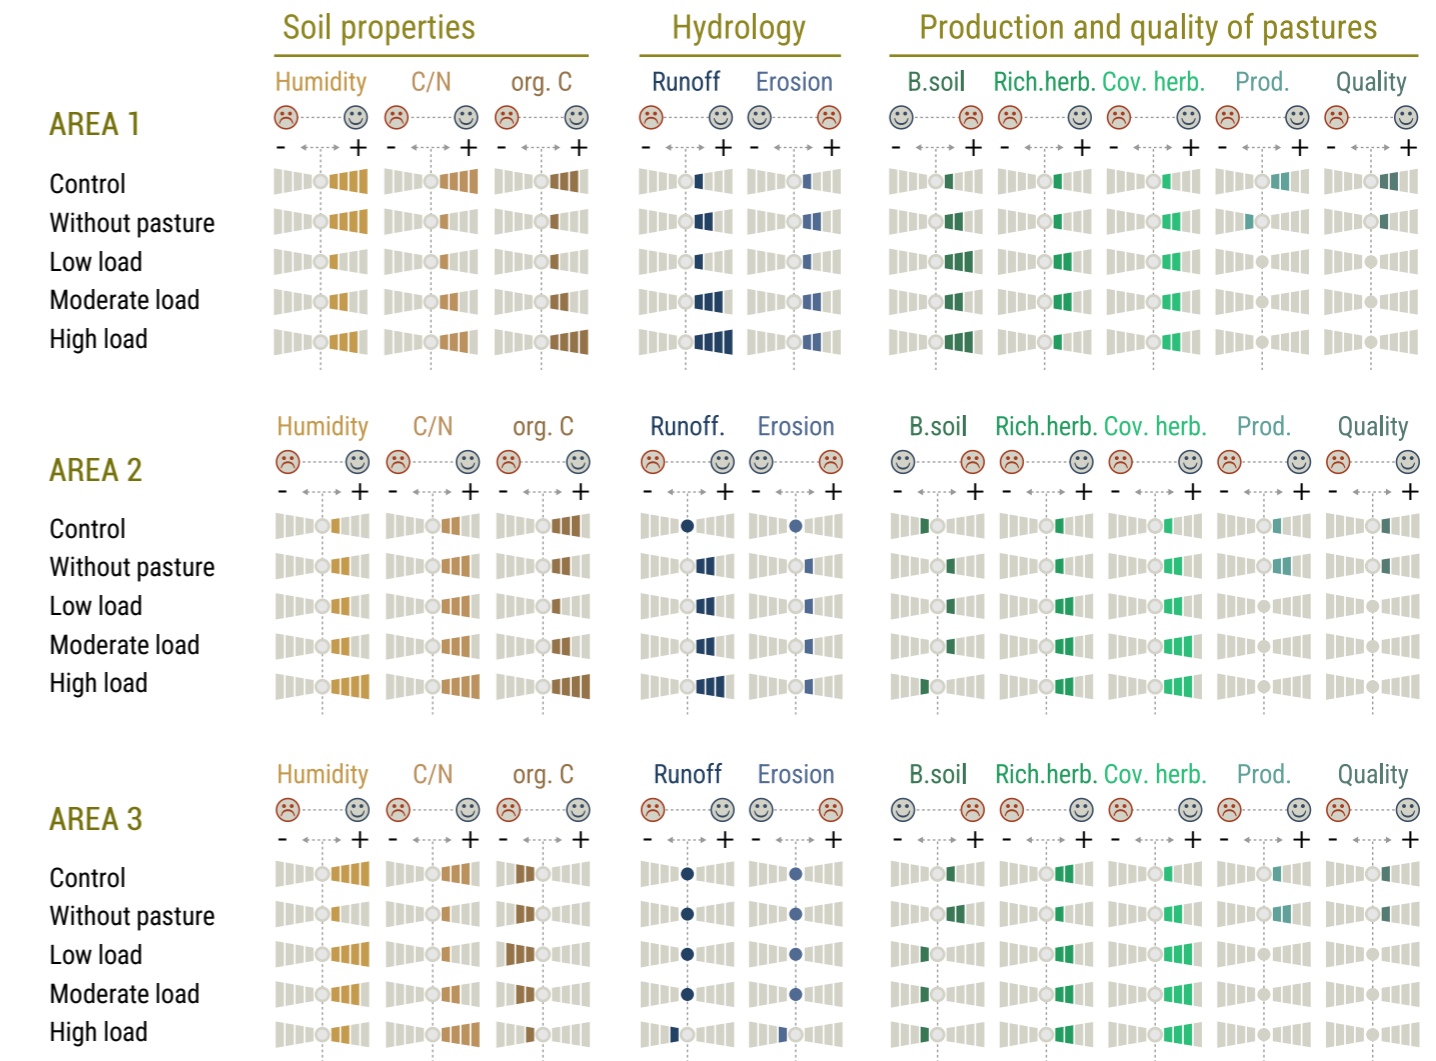 Soil properties Hydrology Production and quality of pastures
Humidity C/N org. C Runoff Erosion B.soil Rich.herb. Cov. herb. Prod. Quality
AREA 1
- + - + - + - + - + - + - + - + - + - +
Control
Without pasture
Low load
Moderate load
High load
Humidity C/N org. C Runoff. Erosion B.soil Rich.herb. Cov. herb. Prod. Quality
AREA 2
- + - + - + - + - + - + - + - + - + - +
Control
Without pasture
Low load
Moderate load
High load
Humidity C/N org. C Runoff Erosion B.soil Rich.herb. Cov. herb. Prod. Quality
AREA 3
- + - + - + - + - + - + - + - + - + - +
Control
Without pasture
Low load
Moderate load
High load